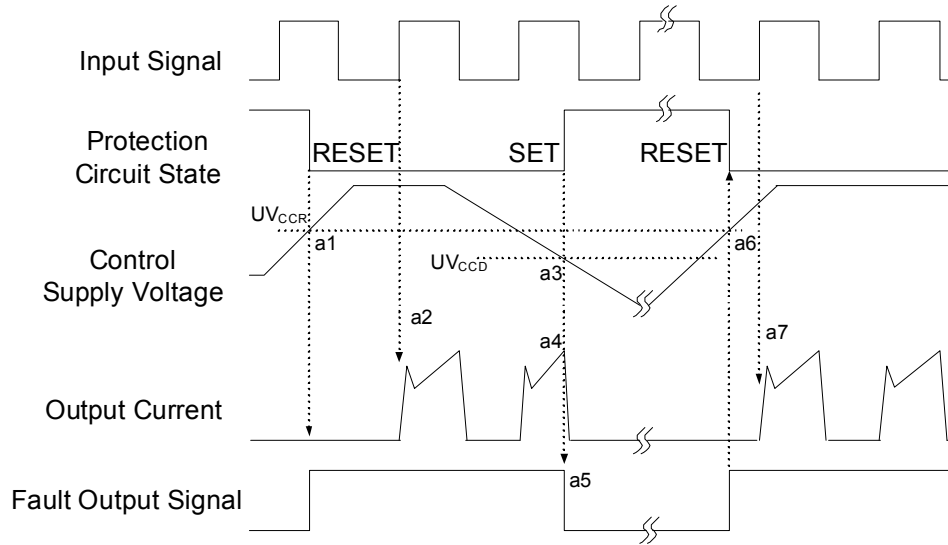 Input Signal
Protection
Circuit State
RESET
SET
RESET
UVCCR
a1
a6
Control
Supply Voltage
UVCCD
a3
a2
a4
a7
Output Current
Fault Output Signal
a5